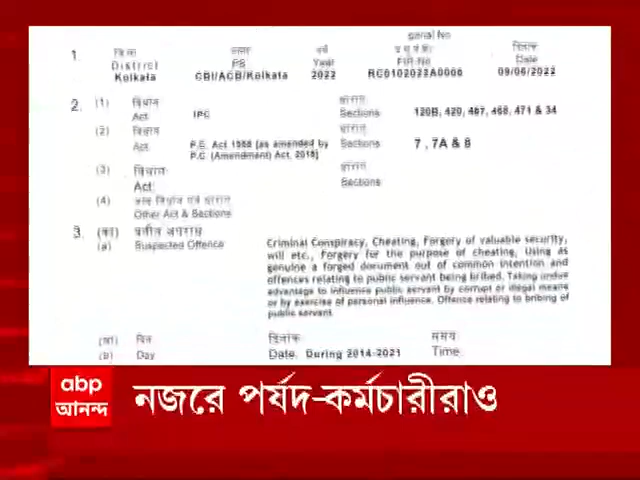 1. जिला District Kolkata
थाना PS CBI/ACB/Kolkata
वर्ष Year 2022
FIR No RC0102022A0006
दिनांक Date 09/06/2022
2. (1) विधान Act IPC धाराएं Sections 120B, 420, 467, 468, 471 & 34
(2) विधान Act P.C. Act 1988 [as amended by P.C (Amendment) Act, 2018] धाराएं Sections 7, 7A & 8
(3) विधान Act: धाराएं Sections
(4) अन्य विधान एवं धाराएं Other Act & Sections
3. (क) (a) Suspected Offence
Criminal Conspiracy, Cheating, Forgery of valuable security,
will etc., Forgery for the purpose of cheating, Using as
genuine a forged document out of common intention and
offences relating to public servant being bribed. Taking undue
advantage to influence public servant by corrupt or illegal means
or by exercise of personal influence. Offence relating to bribing of
public servant.
(b) दिन Day दिनांक Date. During 2014-2021 समय Time
abp
আনন্দ
নজরে পর্ষদ-কর্মচারীরাও